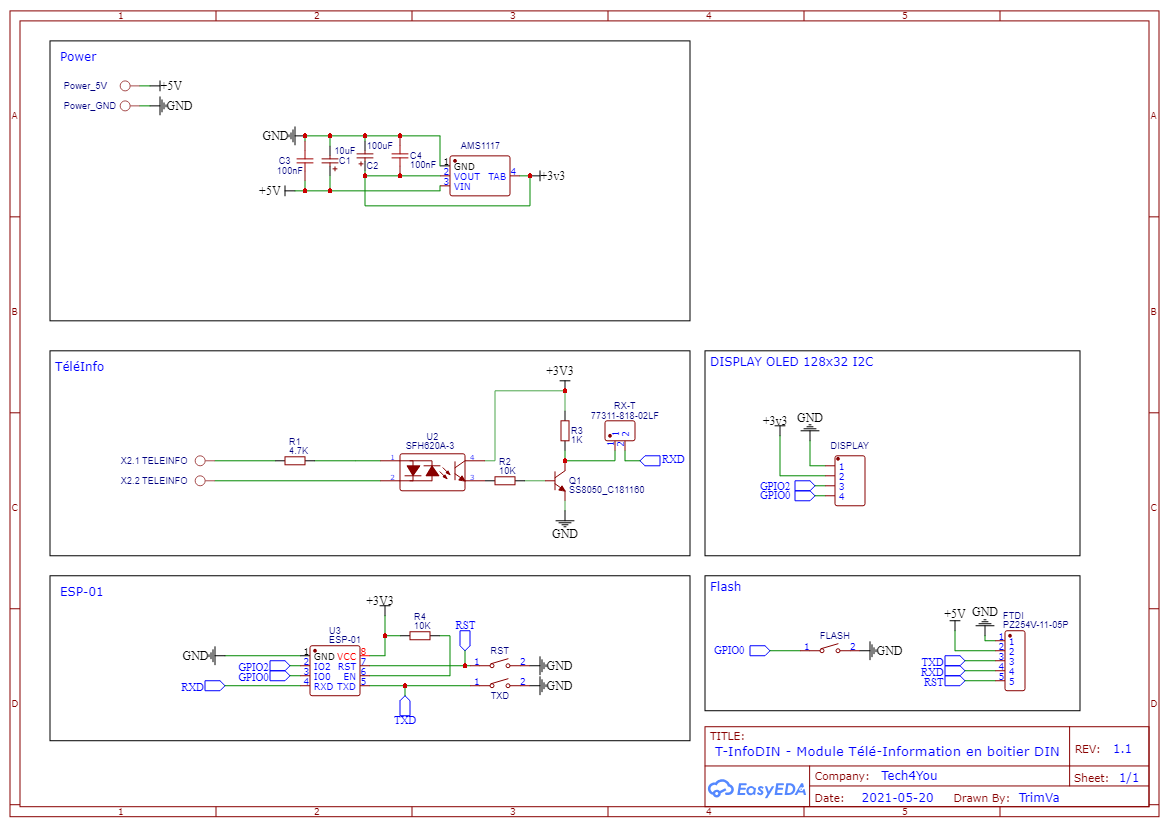 1 2 3 4 5
A A
B B
C C
D D
Power
Power_5V +5V
Power_GND GND
GND
C3
100nF
10uF
C1
100uF
C2
C4
100nF
+5V
AMS1117
1 GND
2 VOUT TAB 4
3 VIN
+3v3
TéléInfo
X2.1 TELEINFO
X2.2 TELEINFO
R1
4.7K
U2
SFH620A-3
1 4
2 3
R2
10K
+3V3
R3
1K
Q1
SS8050_C181160
GND
RX-T
77311-818-02LF
1 2
1 2
RXD
DISPLAY OLED 128x32 I2C
+3v3 GND
DISPLAY
1
2
GPIO2 3
GPIO0 4
ESP-01
+3V3
R4
10K
U3
ESP-01
GND 1 GND VCC 8
GPIO2 2 IO2 RST 7
GPIO0 3 IO0 EN 6
RXD 4 RXD TXD 5
RST
RST
1 2 GND
1 2 GND
TXD
TXD
Flash
GPIO0
FLASH
1 2
GND
+5V GND
FTDI
PZ254V-11-05P
1 1
2 2
TXD 3 3
RXD 4 4
RST 5 5
TITLE:
T-InfoDIN - Module Télé-Information en boitier DIN
REV: 1.1
EasyEDA
Company: Tech4You
Sheet: 1/1
Date: 2021-05-20 Drawn By: TrimVa
1 2 3 4 5